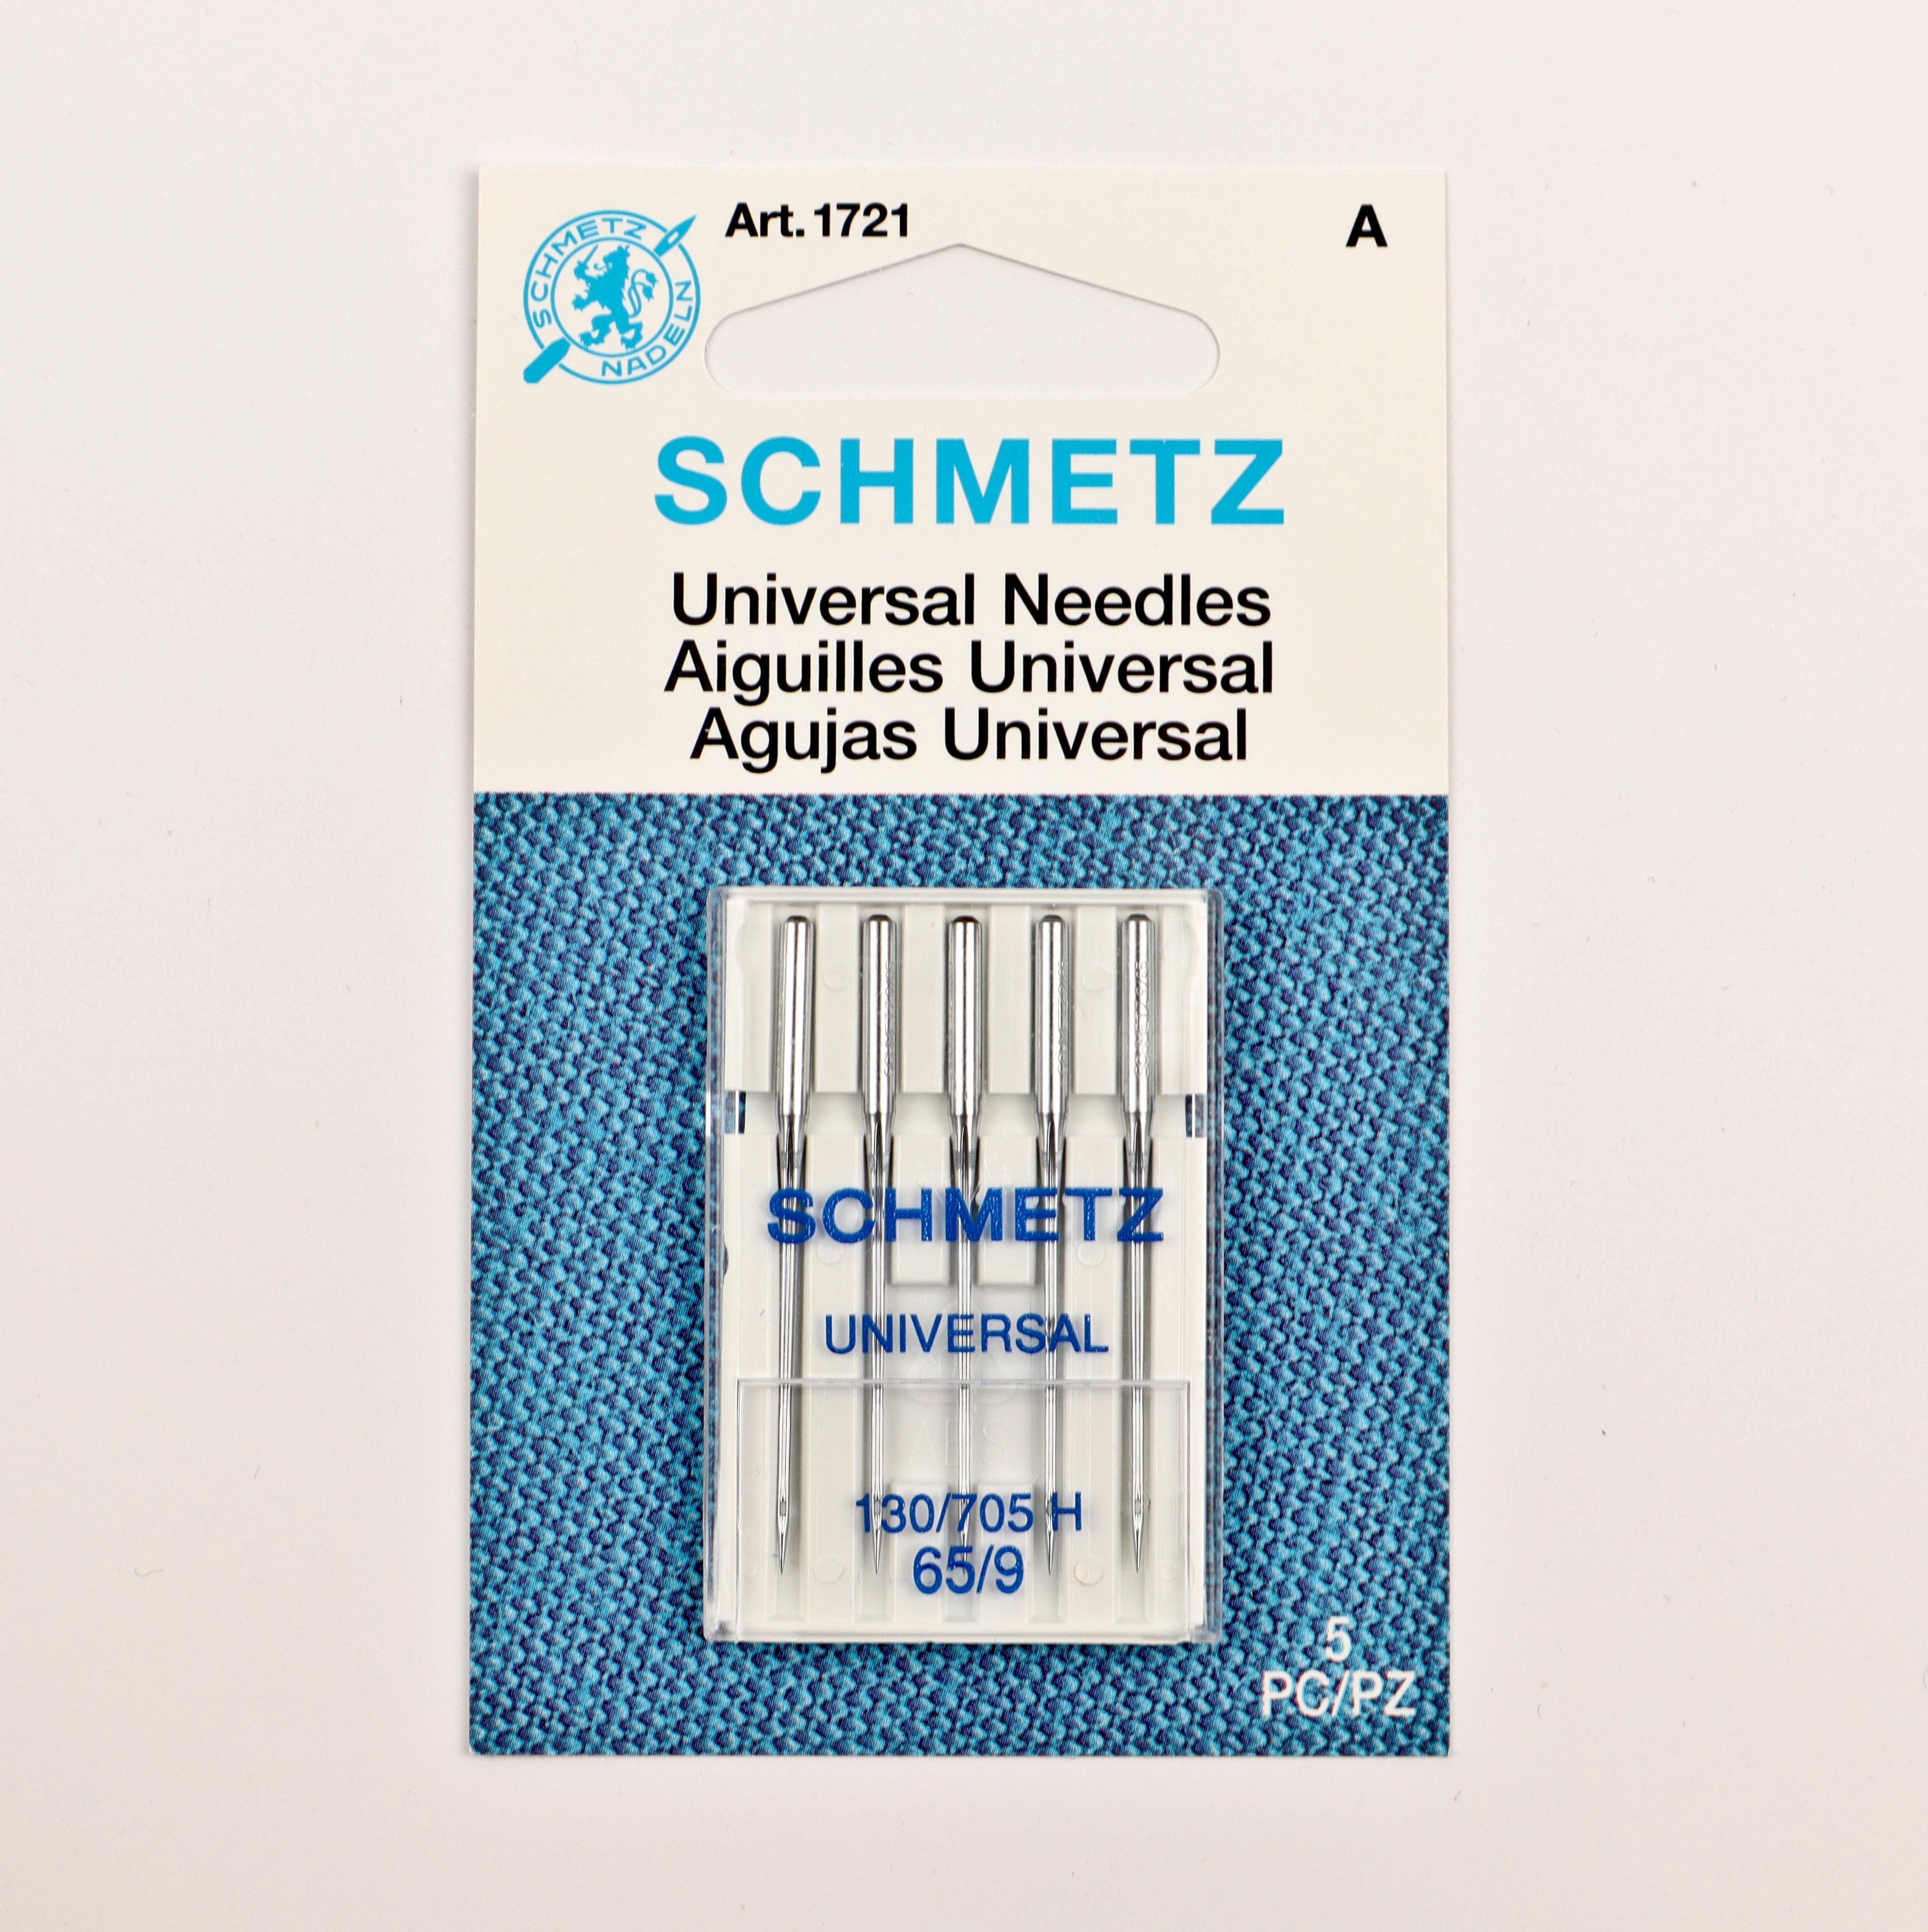 Art. 1721
A
SCHMETZ
NADELN
SCHMETZ
Universal Needles
Aiguilles Universal
Agujas Universal
SCHMETZ
UNIVERSAL
ABS
130/705 H
65/9
5
PC/PZ